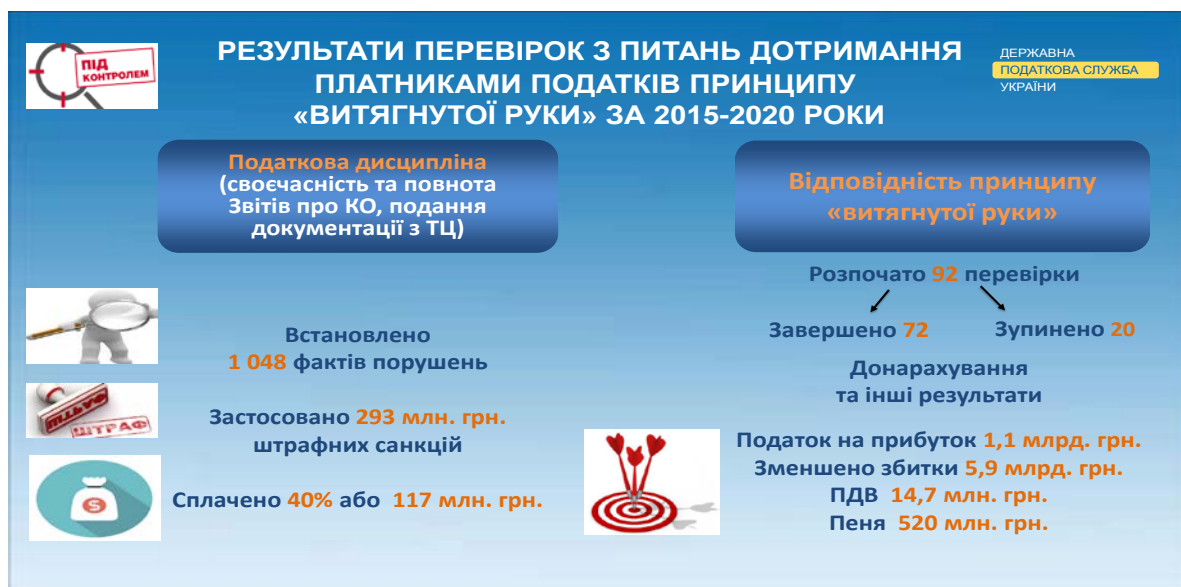 ПІД
КОНТРОЛЕМ
РЕЗУЛЬТАТИ ПЕРЕВІРОК З ПИТАНЬ ДОТРИМАННЯ
ПЛАТНИКАМИ ПОДАТКІВ ПРИНЦИПУ
«ВИТЯГНУТОЇ РУКИ» ЗА 2015-2020 РОКИ
ДЕРЖАВНА
ПОДАТКОВА СЛУЖБА
УКРАЇНИ
Податкова дисципліна
(своєчасність та повнота
Звітів про КО, подання
документації з ТЦ)
Встановлено
1 048 фактів порушень
ШТРАФ
ШТРАФ
Застосовано 293 млн. грн.
штрафних санкцій
Сплачено 40% або 117 млн. грн.
Відповідність принципу
«витягнутої руки»
Розпочато 92 перевірки
Завершено 72
Зупинено 20
Донарахування
та інші результати
Податок на прибуток 1,1 млрд. грн.
Зменшено збитки 5,9 млрд. грн.
ПДВ 14,7 млн. грн.
Пеня 520 млн. грн.